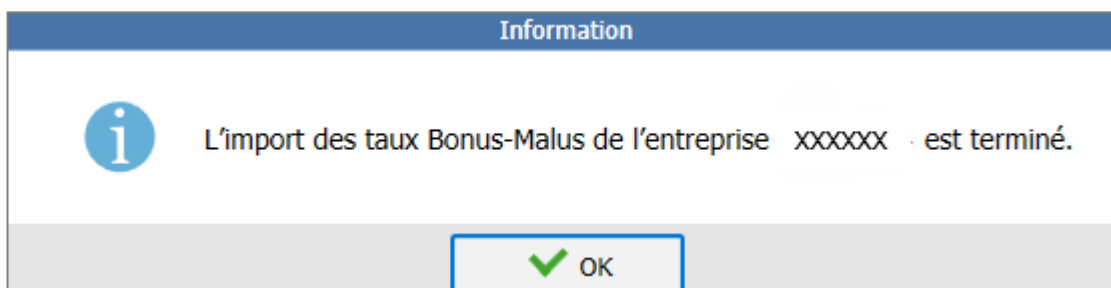 Information
L'import des taux Bonus-Malus de l'entreprise XXXXXX est terminé.
OK